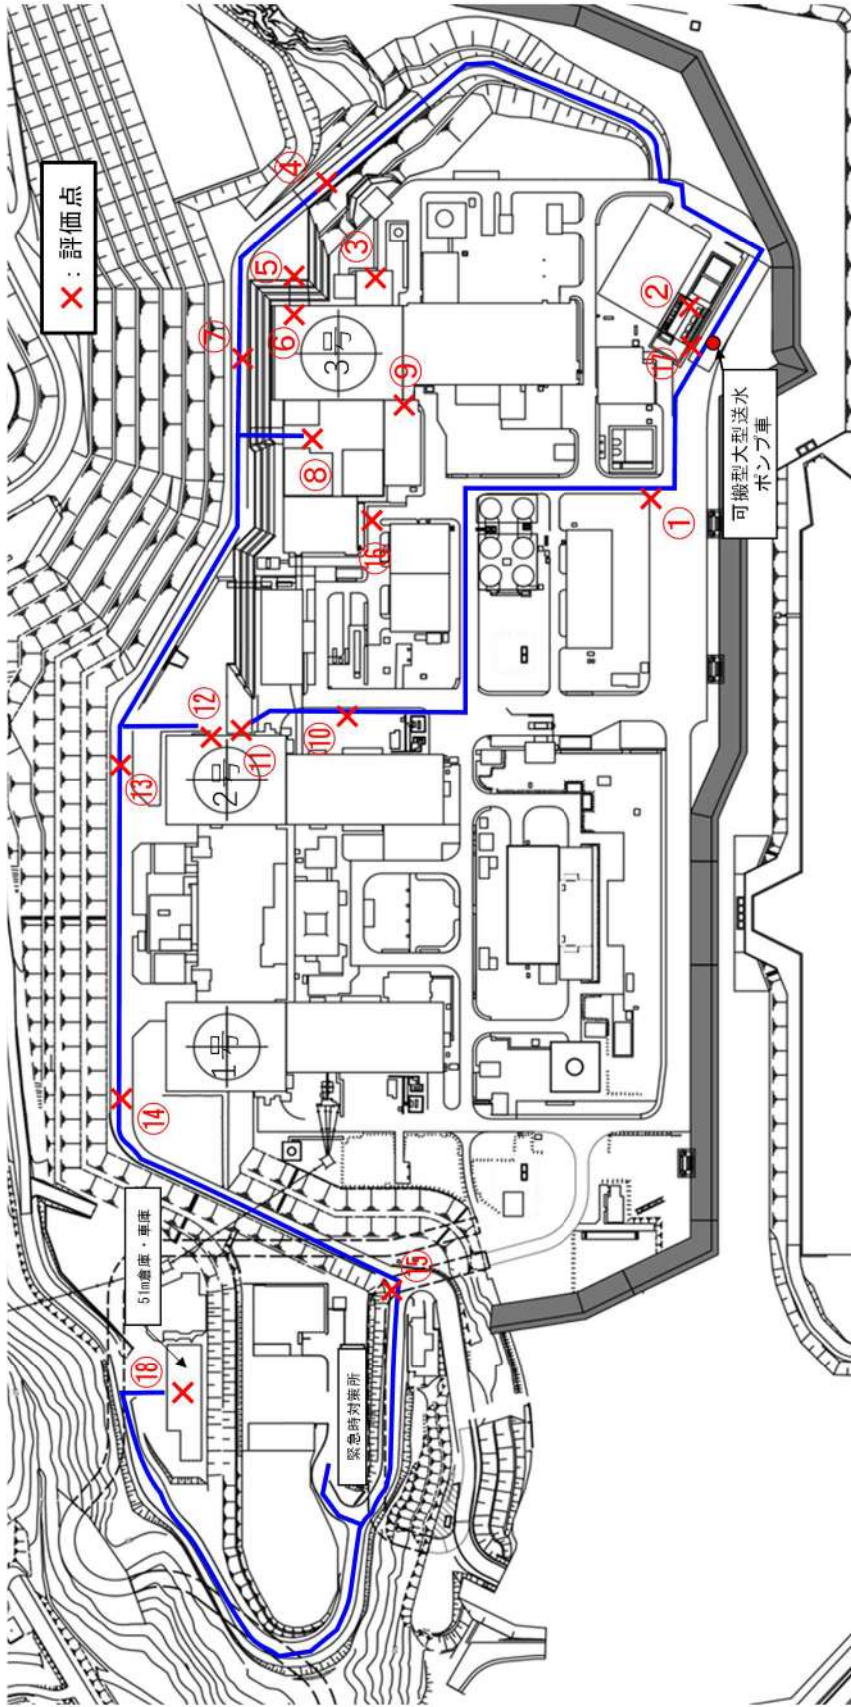 ×：評価点
④
③
⑤
⑥
⑦
3号
⑨
⑧
②
⑰
可搬型大型送水
ポンプ車
①
⑯
⑫
⑪
⑩
2号
⑬
1号
⑭
51m倉庫・車庫
⑮
⑱
緊急時対策所